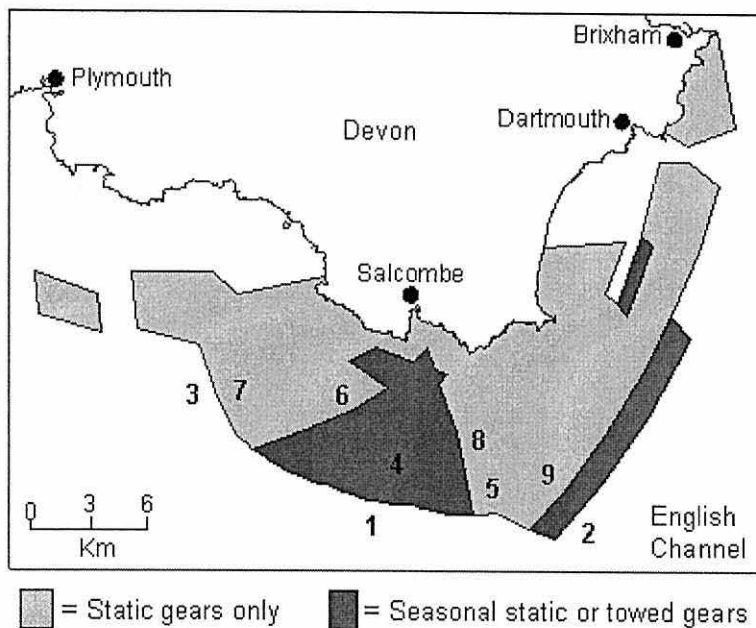 Brixham
Plymouth
Dartmouth
Devon
Salcombe
3 7 6
8
4
5 9
1 2
0 3 6
Km
English
Channel
= Static gears only = Seasonal static or towed gears